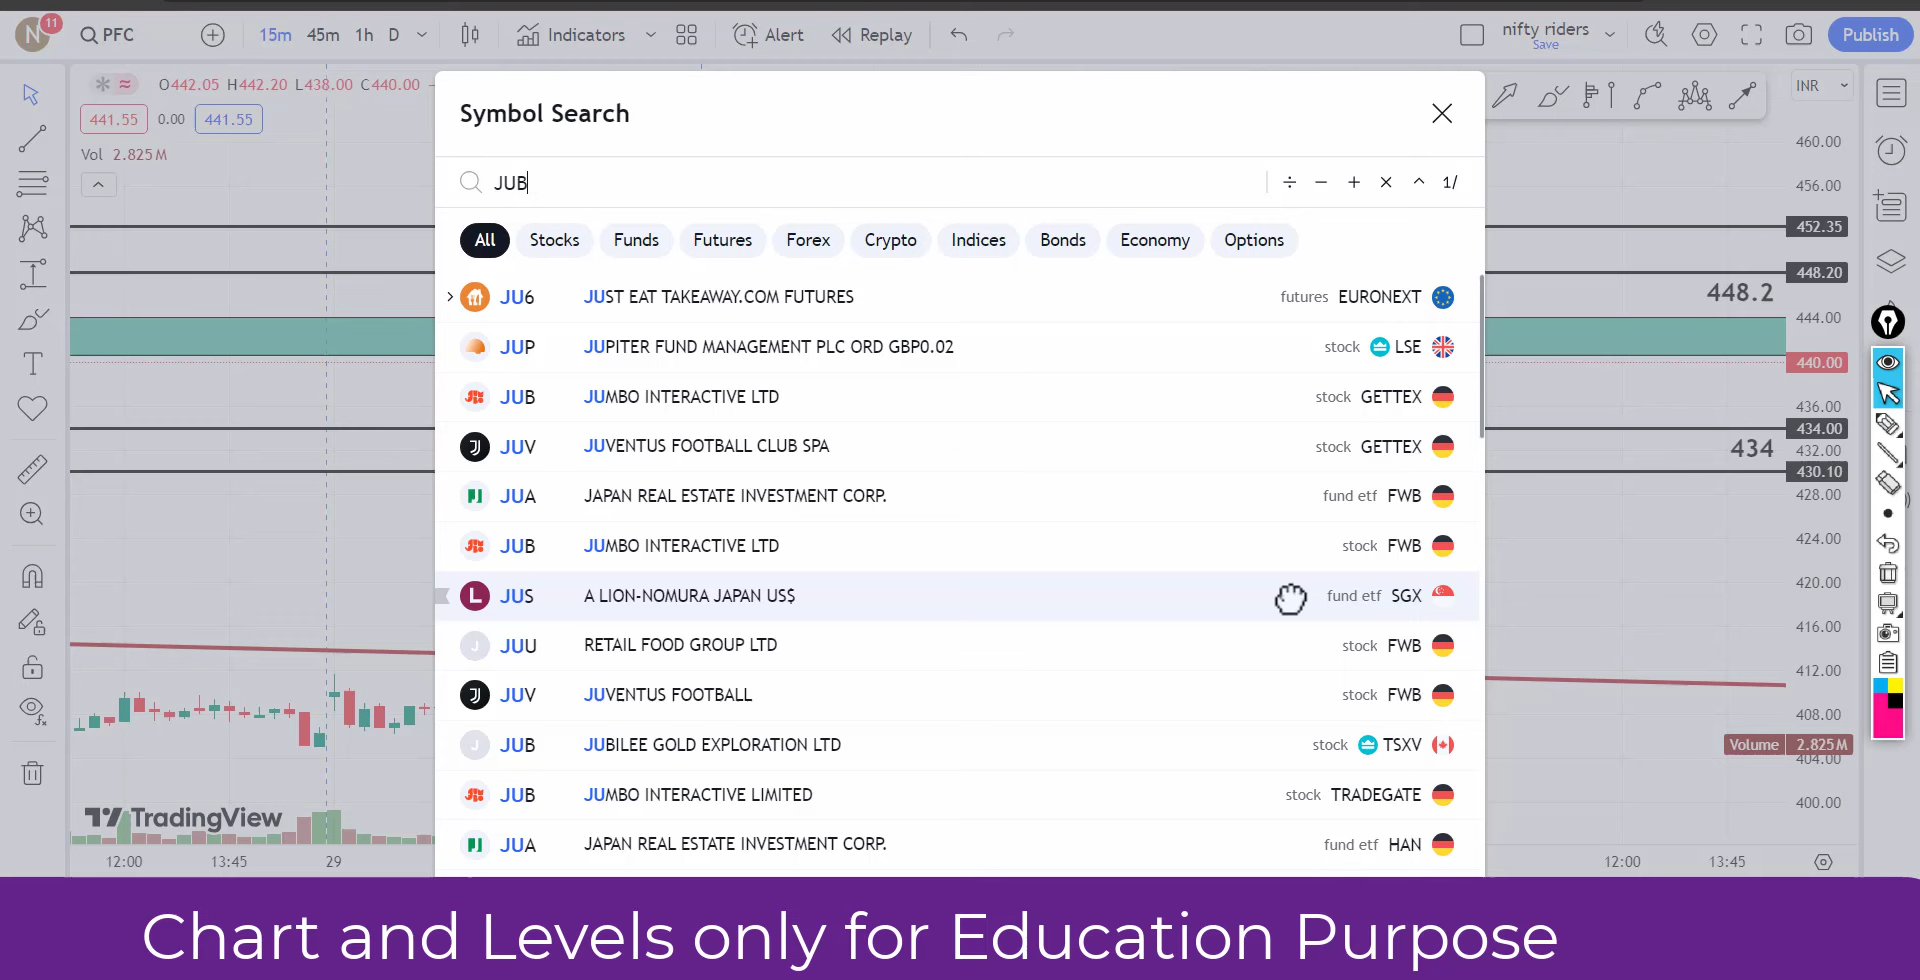 N 11 PFC 15m 45m 1h D Indicators Alert Replay nifty riders Publish
Save
O442.05 H442.20 L438.00 C440.00
441.55 0.00 441.55
Vol 2.825M
INR
Symbol Search
JUB ÷ − + × ^ 1/
All Stocks Funds Futures Forex Crypto Indices Bonds Economy Options
JU6 JUST EAT TAKEAWAY.COM FUTURES futures EURONEXT
JUP JUPITER FUND MANAGEMENT PLC ORD GBP0.02 stock LSE
JUB JUMBO INTERACTIVE LTD stock GETTEX
JUV JUVENTUS FOOTBALL CLUB SPA stock GETTEX
JUA JAPAN REAL ESTATE INVESTMENT CORP. fund etf FWB
JUB JUMBO INTERACTIVE LTD stock FWB
L JUS A LION-NOMURA JAPAN US$ fund etf SGX
J JUU RETAIL FOOD GROUP LTD stock FWB
JUV JUVENTUS FOOTBALL stock FWB
J JUB JUBILEE GOLD EXPLORATION LTD stock TSXV
JUB JUMBO INTERACTIVE LIMITED stock TRADEGATE
JUA JAPAN REAL ESTATE INVESTMENT CORP. fund etf HAN
460.00
456.00
452.35
448.20
448.2
444.00
440.00
436.00
434.00
434 432.00
430.10
428.00
424.00
420.00
416.00
412.00
408.00
Volume 2.825M
404.00
400.00
TradingView
12:00 13:45 29 12:00 13:45
Chart and Levels only for Education Purpose